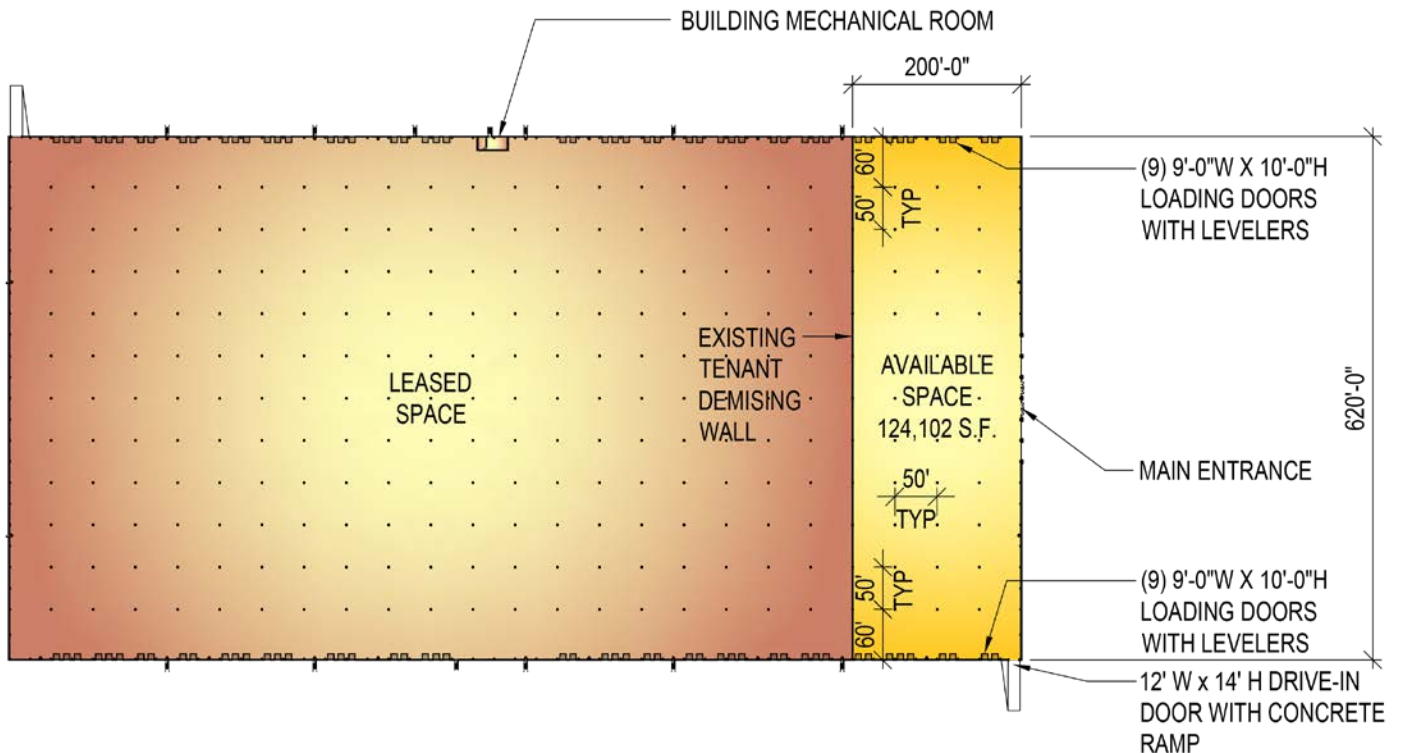 BUILDING MECHANICAL ROOM
200'-0"
60'
50'
TYP
(9) 9'-0"W X 10'-0"H
LOADING DOORS
WITH LEVELERS
EXISTING
TENANT
DEMISING
WALL
LEASED
SPACE
AVAILABLE
SPACE
124,102 S.F.
620'-0"
MAIN ENTRANCE
50'
TYP
50'
TYP
60'
(9) 9'-0"W X 10'-0"H
LOADING DOORS
WITH LEVELERS
12' W x 14' H DRIVE-IN
DOOR WITH CONCRETE
RAMP